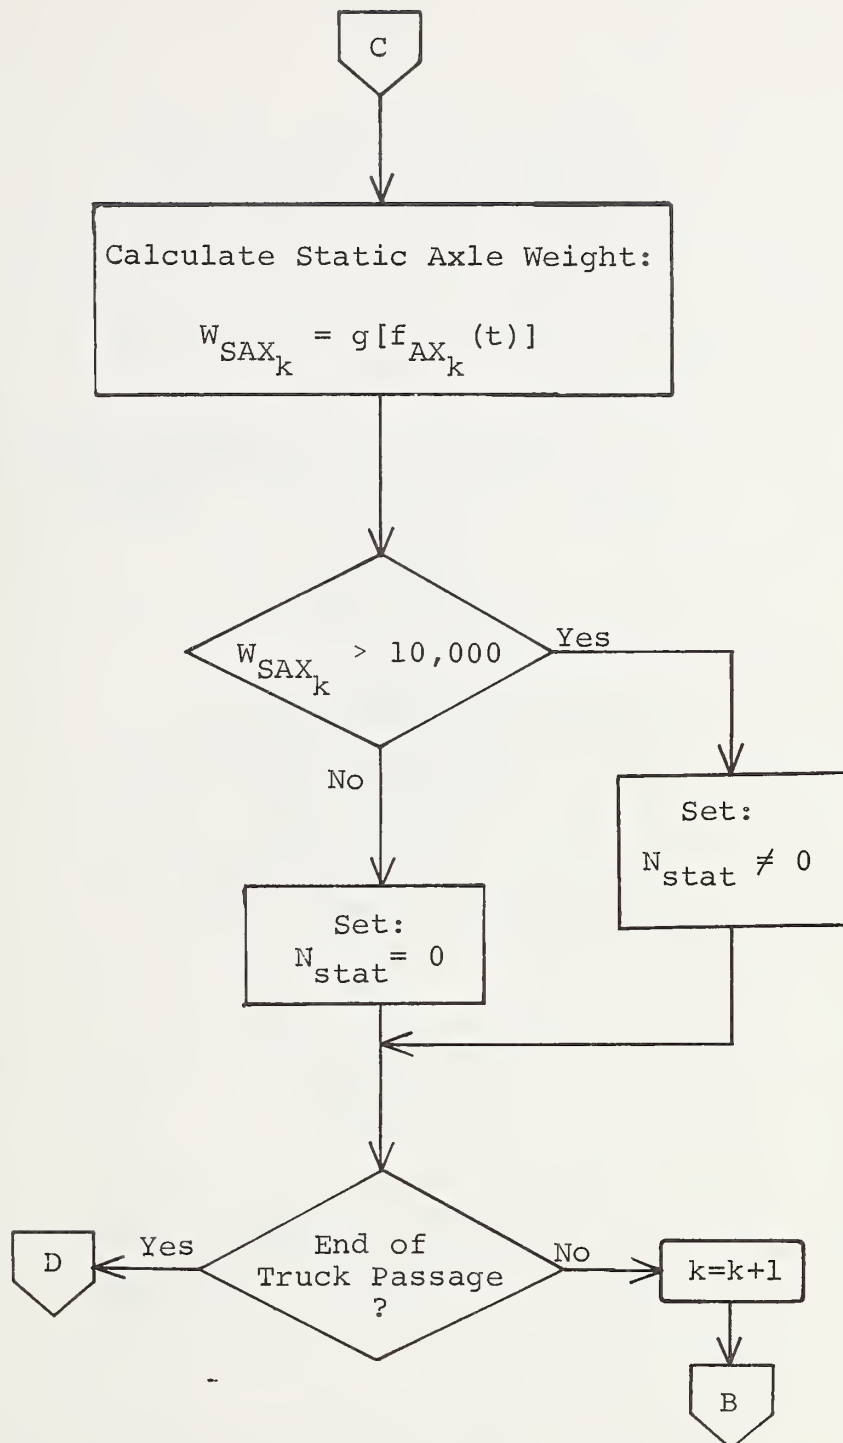 C
Calculate Static Axle Weight:
W_SAX_k = g[f_AX_k (t)]
W_SAX_k > 10,000
Yes
No
Set:
N_stat ≠ 0
Set:
N_stat = 0
End of
Truck Passage
?
Yes
D
No
k=k+1
B